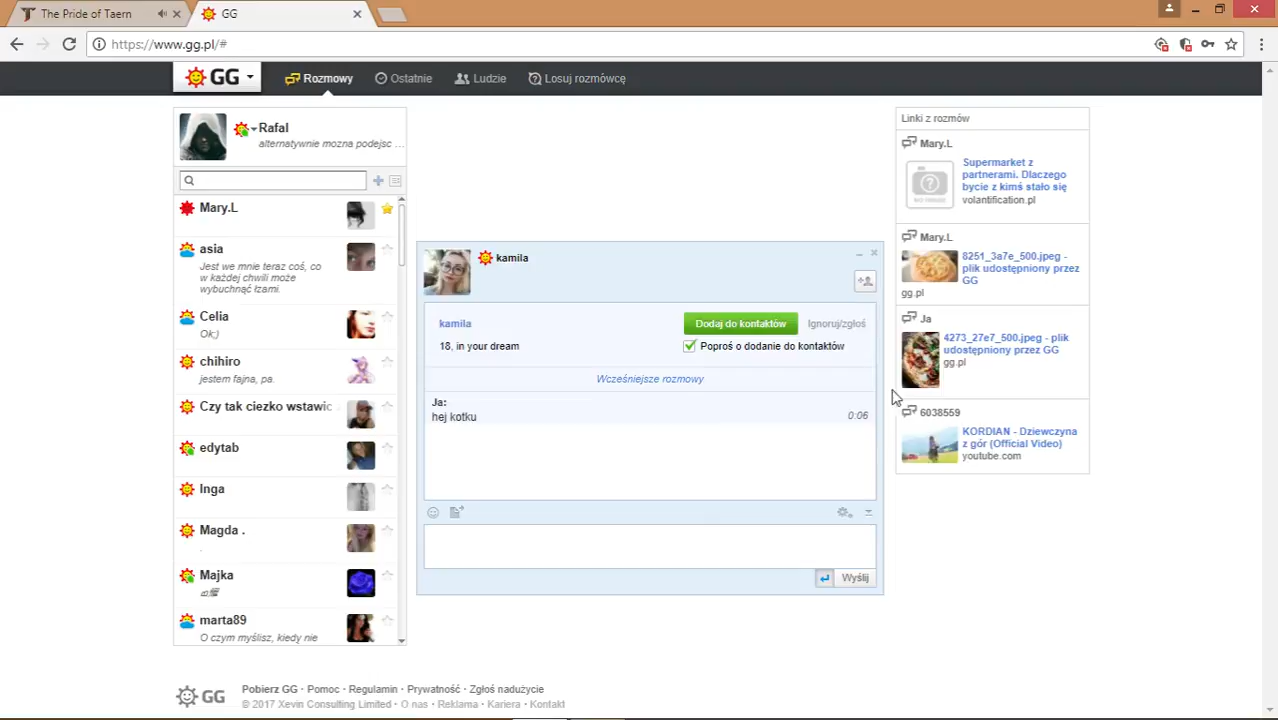 The Pride of Taern
GG
https://www.gg.pl/#
GG
Rozmowy
Ostatnie
Ludzie
Losuj rozmówcę
Rafal
alternatywnie mozna podejsc ...
Mary.L
asia
Jest we mnie teraz coś, co
w każdej chwili może
wybuchnąć łzami.
Celia
Ok;)
chihiro
jestem fajna, pa.
Czy tak ciezko wstawic
edytab
Inga
Magda .
.
Majka
marta89
O czym myślisz, kiedy nie
kamila
kamila
Dodaj do kontaktów
Ignoruj/zgłoś
18, in your dream
Poproś o dodanie do kontaktów
Wcześniejsze rozmowy
Ja:
hej kotku
0:06
Wyślij
Linki z rozmów
Mary.L
Supermarket z
partnerami. Dlaczego
bycie z kimś stało się
volantification.pl
Mary.L
8251_3a7e_500.jpeg -
plik udostępniony przez
GG
gg.pl
Ja
4273_27e7_500.jpeg - plik
udostępniony przez GG
gg.pl
6038559
KORDIAN - Dziewczyna
z gór (Official Video)
youtube.com
GG
Pobierz GG · Pomoc · Regulamin · Prywatność · Zgłoś nadużycie
© 2017 Xevin Consulting Limited · O nas · Reklama · Kariera · Kontakt